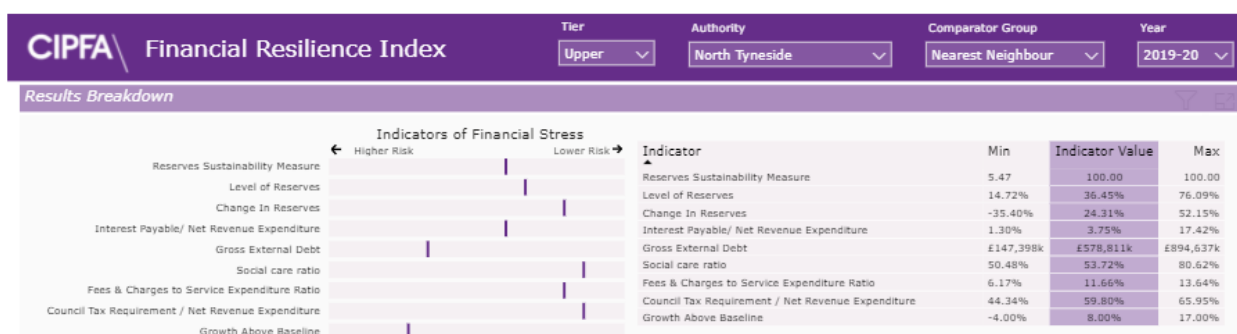 CIPFA\ Financial Resilience Index
Tier
Upper
Authority
North Tyneside
Comparator Group
Nearest Neighbour
Year
2019-20
Results Breakdown
Indicators of Financial Stress
← Higher Risk Lower Risk →
Reserves Sustainability Measure
Level of Reserves
Change In Reserves
Interest Payable/ Net Revenue Expenditure
Gross External Debt
Social care ratio
Fees & Charges to Service Expenditure Ratio
Council Tax Requirement / Net Revenue Expenditure
Growth Above Baseline
Indicator Min Indicator Value Max
Reserves Sustainability Measure 5.47 100.00 100.00
Level of Reserves 14.72% 36.45% 76.09%
Change In Reserves -35.40% 24.31% 52.15%
Interest Payable/ Net Revenue Expenditure 1.30% 3.75% 17.42%
Gross External Debt £147,398k £578,811k £894,637k
Social care ratio 50.48% 53.72% 80.62%
Fees & Charges to Service Expenditure Ratio 6.17% 11.66% 13.64%
Council Tax Requirement / Net Revenue Expenditure 44.34% 59.80% 65.95%
Growth Above Baseline -4.00% 8.00% 17.00%